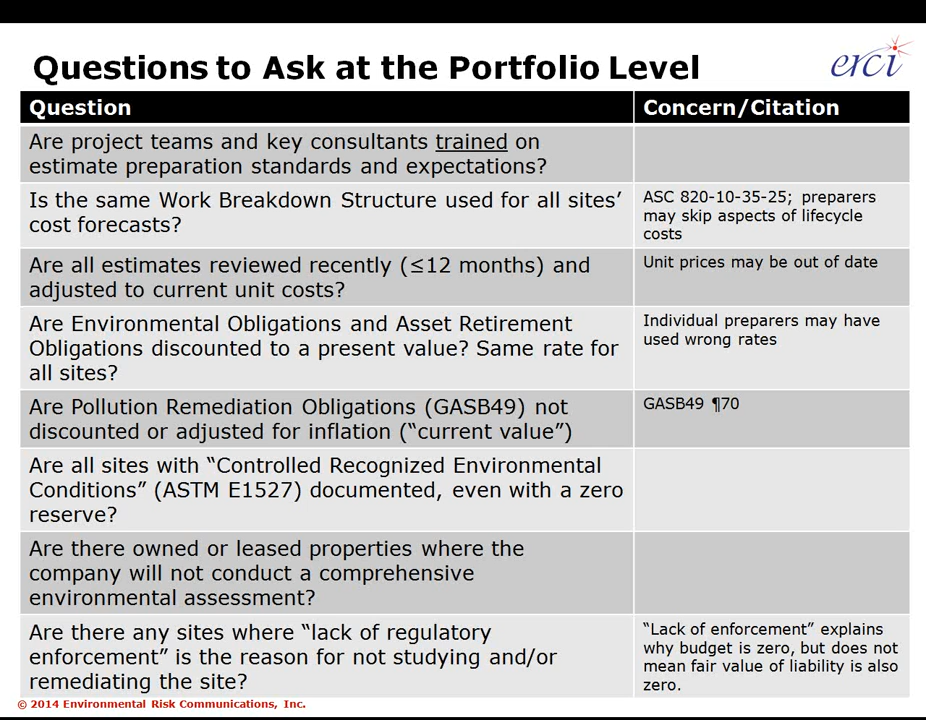 Questions to Ask at the Portfolio Level
erci
Question
Concern/Citation
Are project teams and key consultants trained on
estimate preparation standards and expectations?
Is the same Work Breakdown Structure used for all sites’
cost forecasts?
ASC 820-10-35-25; preparers
may skip aspects of lifecycle
costs
Are all estimates reviewed recently (≤12 months) and
adjusted to current unit costs?
Unit prices may be out of date
Are Environmental Obligations and Asset Retirement
Obligations discounted to a present value? Same rate for
all sites?
Individual preparers may have
used wrong rates
Are Pollution Remediation Obligations (GASB49) not
discounted or adjusted for inflation (“current value”)
GASB49 ¶70
Are all sites with “Controlled Recognized Environmental
Conditions” (ASTM E1527) documented, even with a zero
reserve?
Are there owned or leased properties where the
company will not conduct a comprehensive
environmental assessment?
Are there any sites where “lack of regulatory
enforcement” is the reason for not studying and/or
remediating the site?
“Lack of enforcement” explains
why budget is zero, but does not
mean fair value of liability is also
zero.
© 2014 Environmental Risk Communications, Inc.